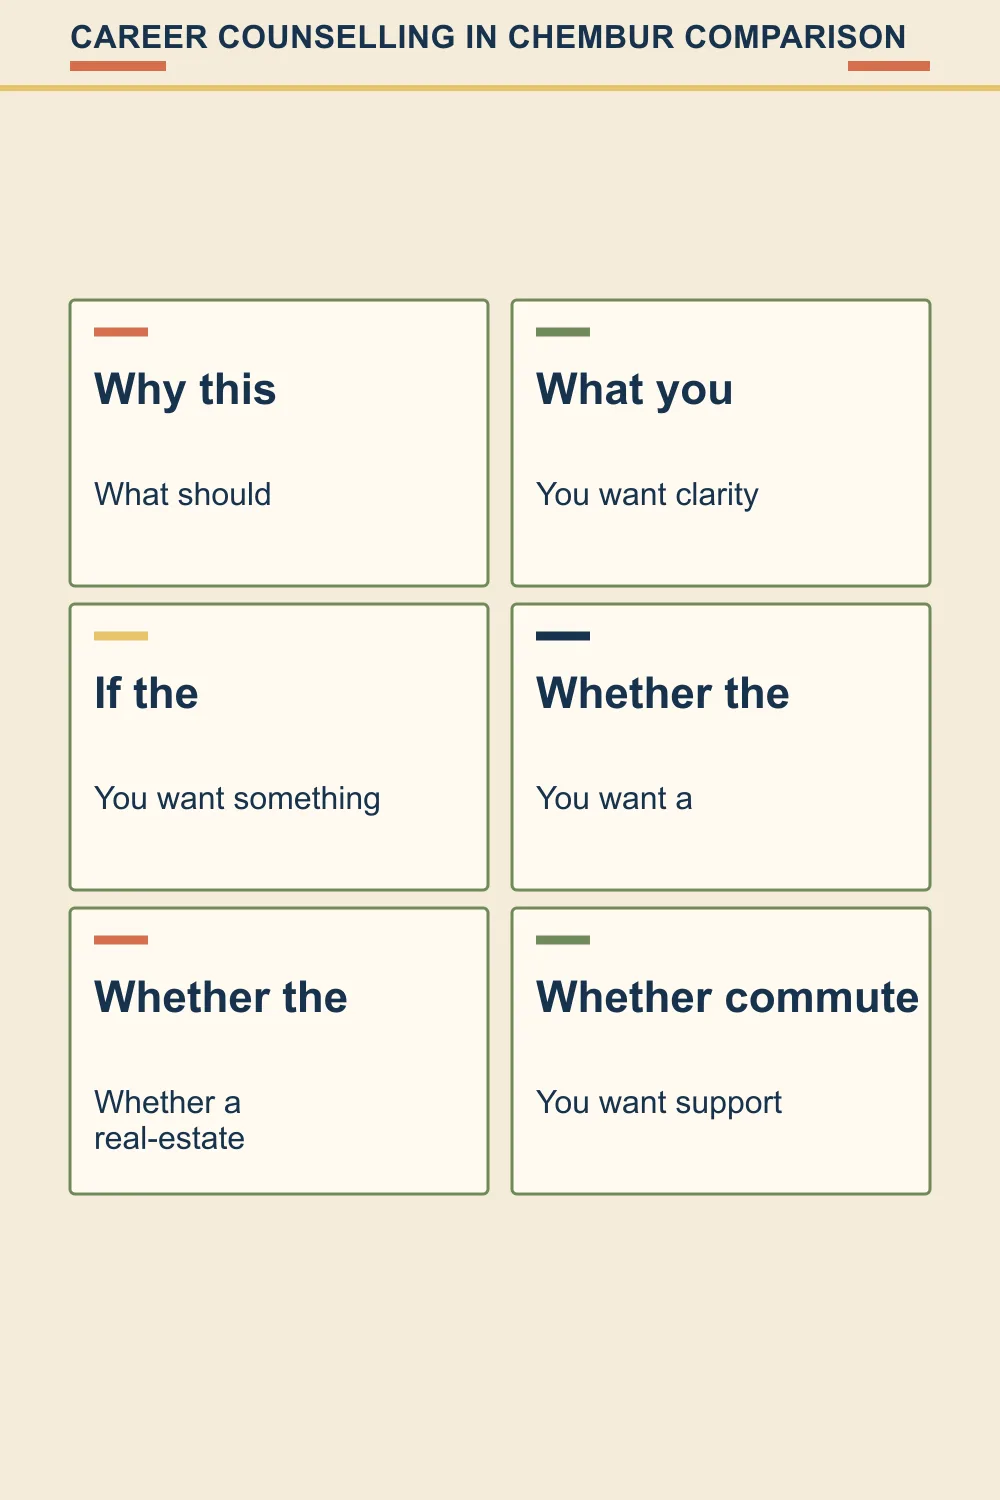 CAREER COUNSELLING IN CHEMBUR COMPARISON
Why this
What should
What you
You want clarity
If the
You want something
Whether the
You want a
Whether the
Whether a
real-estate
Whether commute
You want support